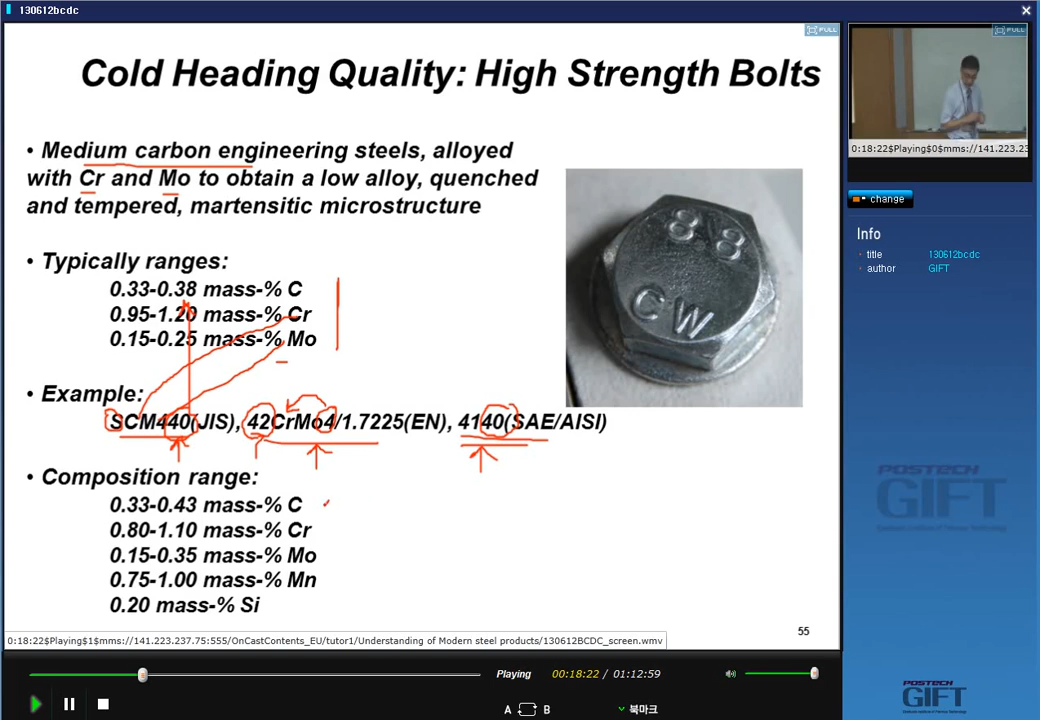 130612bcdc
FULL
Cold Heading Quality: High Strength Bolts
• Medium carbon engineering steels, alloyed
with Cr and Mo to obtain a low alloy, quenched
and tempered, martensitic microstructure
• Typically ranges:
0.33-0.38 mass-% C
0.95-1.20 mass-% Cr
0.15-0.25 mass-% Mo
• Example:
SCM440(JIS), 42CrMo4/1.7225(EN), 4140(SAE/AISI)
• Composition range:
0.33-0.43 mass-% C
0.80-1.10 mass-% Cr
0.15-0.35 mass-% Mo
0.75-1.00 mass-% Mn
0.20 mass-% Si
8.8
CW
55
0:18:22$Playing$1$mms://141.223.237.75:555/OnCastContents_EU/tutor1/Understanding of Modern steel products/130612BCDC_screen.wmv
Playing
00:18:22 / 01:12:59
A B
북마크
FULL
0:18:22$Playing$0$mms://141.223.23
change
Info
title 130612bcdc
author GIFT
POSTECH
GIFT
POSTECH
GIFT